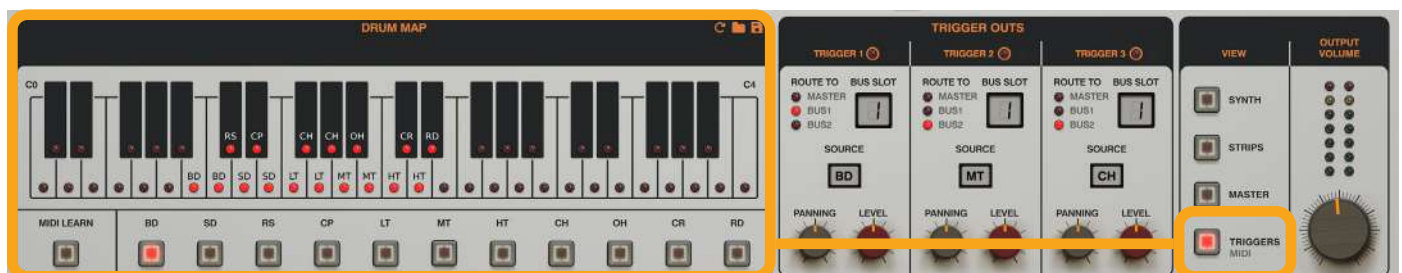 DRUM MAP
C0
C4
RS CP CH CH OH CR RD
BD BD SD SD LT LT MT MT HT HT
MIDI LEARN BD SD RS CP LT MT HT CH OH CR RD
TRIGGER OUTS
TRIGGER 1 TRIGGER 2 TRIGGER 3
ROUTE TO BUS SLOT ROUTE TO BUS SLOT ROUTE TO BUS SLOT
MASTER MASTER MASTER
BUS1 1 BUS1 1 BUS1 1
BUS2 BUS2 BUS2
SOURCE SOURCE SOURCE
BD MT CH
PANNING LEVEL PANNING LEVEL PANNING LEVEL
VIEW
SYNTH
STRIPS
MASTER
TRIGGERS
MIDI
OUTPUT
VOLUME